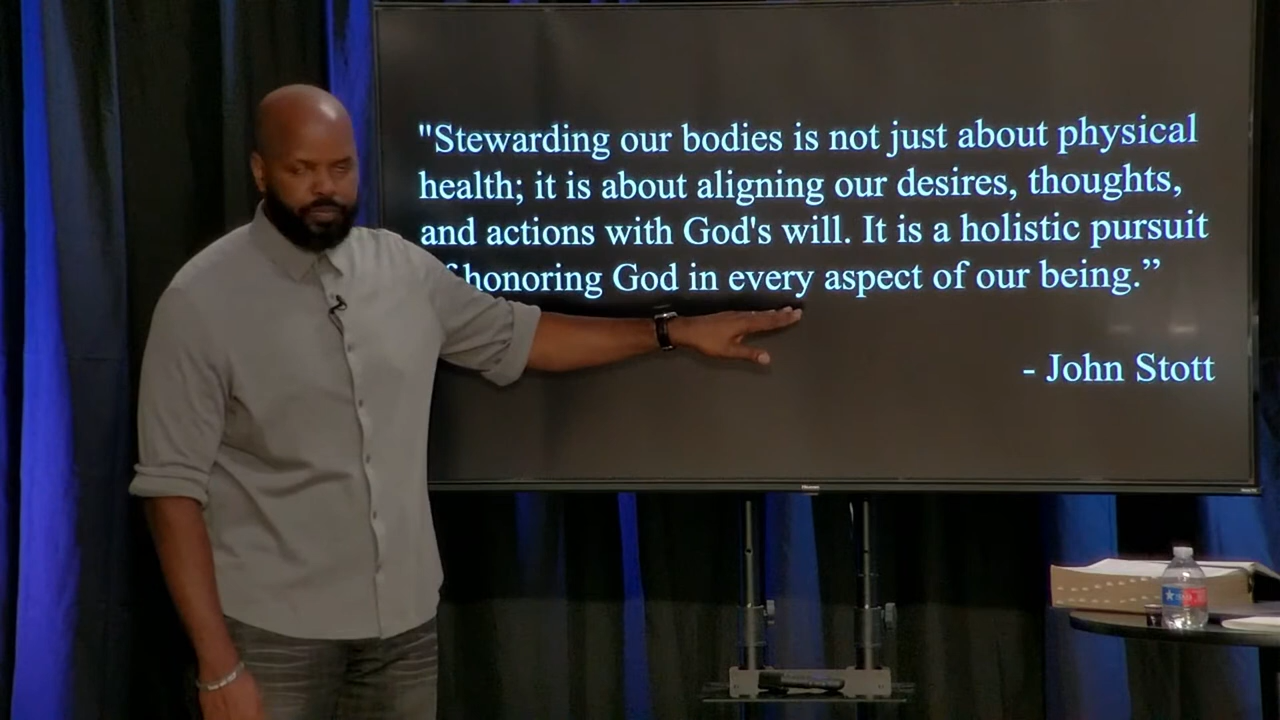 "Stewarding our bodies is not just about physical
health; it is about aligning our desires, thoughts,
and actions with God's will. It is a holistic pursuit
honoring God in every aspect of our being.”
- John Stott